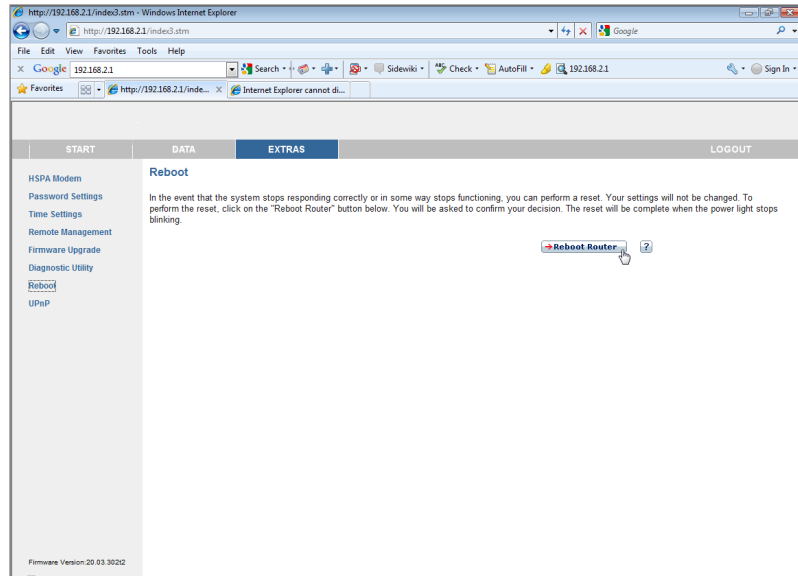 http://192.168.2.1/index3.stm - Windows Internet Explorer
http://192.168.2.1/index3.stm
Google
File Edit View Favorites Tools Help
x Google 192.168.2.1 Search Sidewiki Check AutoFill 192.168.2.1 Sign In
Favorites http://192.168.2.1/inde... x Internet Explorer cannot di...
START DATA EXTRAS LOGOUT
HSPA Modem
Password Settings
Time Settings
Remote Management
Firmware Upgrade
Diagnostic Utility
Reboot
UPnP
Reboot
In the event that the system stops responding correctly or in some way stops functioning, you can perform a reset. Your settings will not be changed. To
perform the reset, click on the "Reboot Router" button below. You will be asked to confirm your decision. The reset will be complete when the power light stops
blinking.
Reboot Router ?
Firmware Version:20.03.302t2